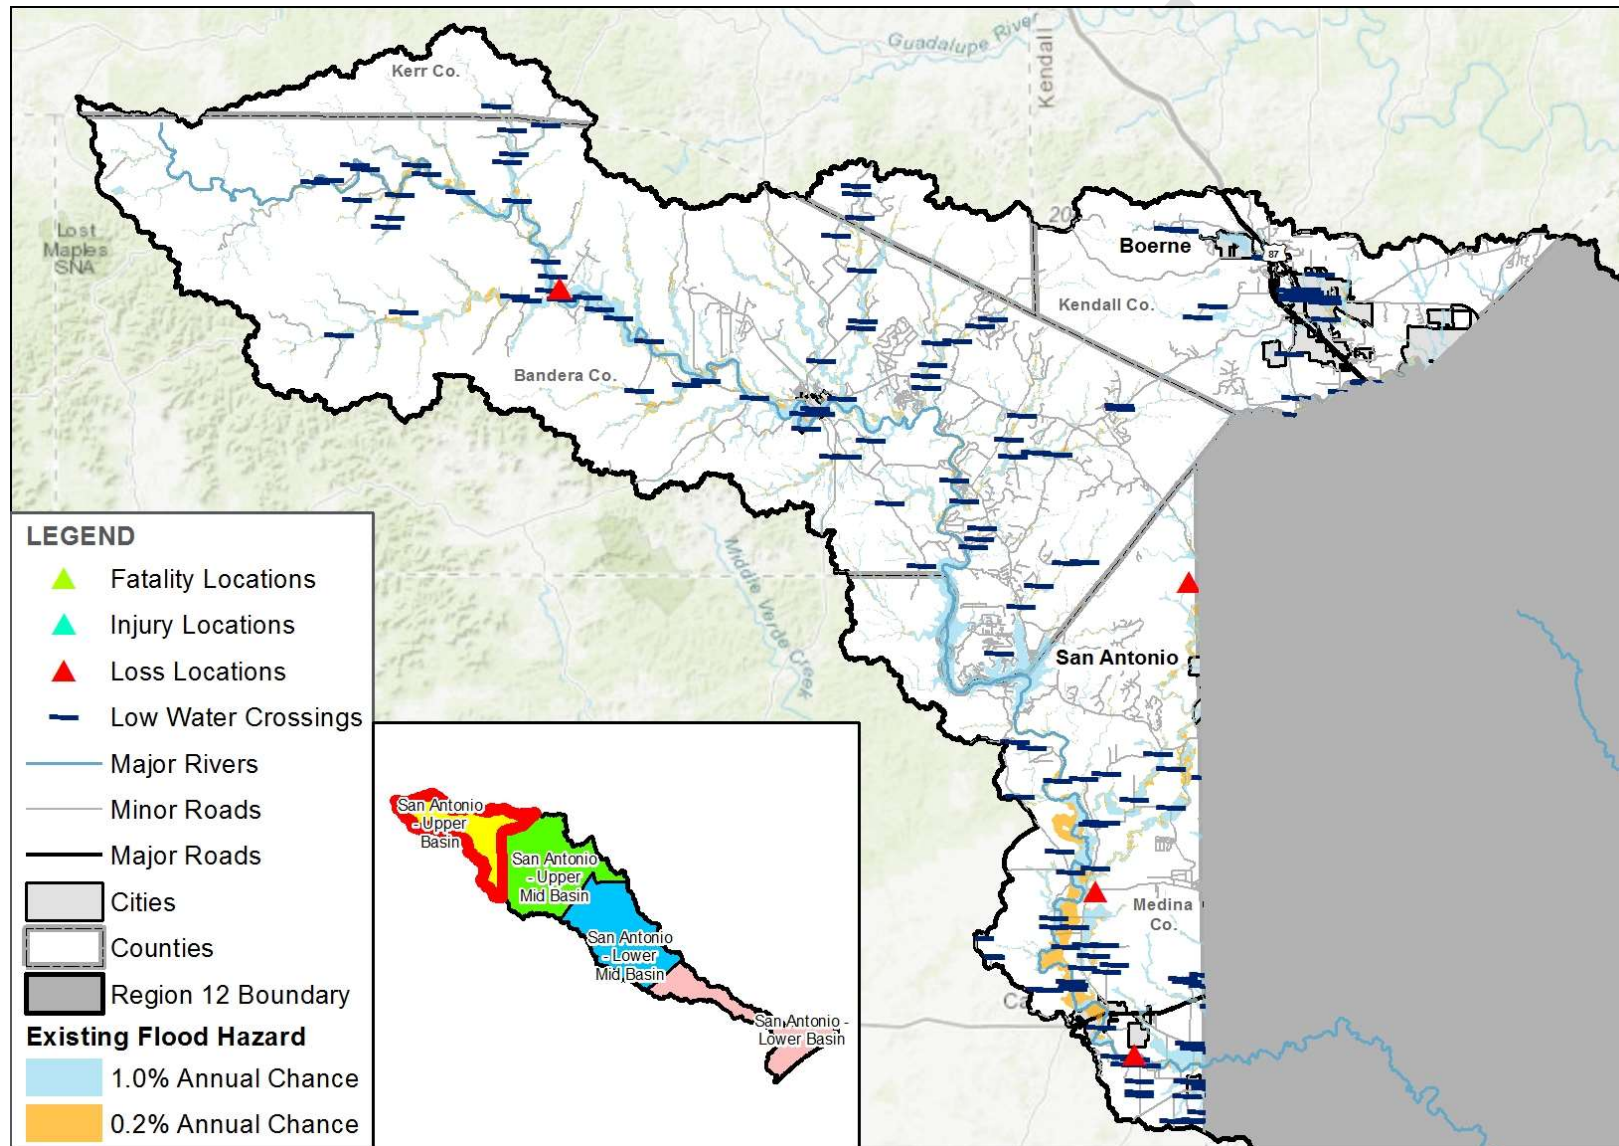 Guadalupe River
Kendall
Kerr Co.
Lost
Maples
SNA
Boerne
87
Kendall Co.
Bandera Co.
Middle Verde Creek
San Antonio
Medina
Co.
LEGEND
Fatality Locations
Injury Locations
Loss Locations
Low Water Crossings
Major Rivers
Minor Roads
Major Roads
Cities
Counties
Region 12 Boundary
Existing Flood Hazard
1.0% Annual Chance
0.2% Annual Chance
San Antonio
- Upper
Basin
San Antonio
- Upper
Mid Basin
San Antonio
- Lower
Mid Basin
San Antonio -
Lower Basin